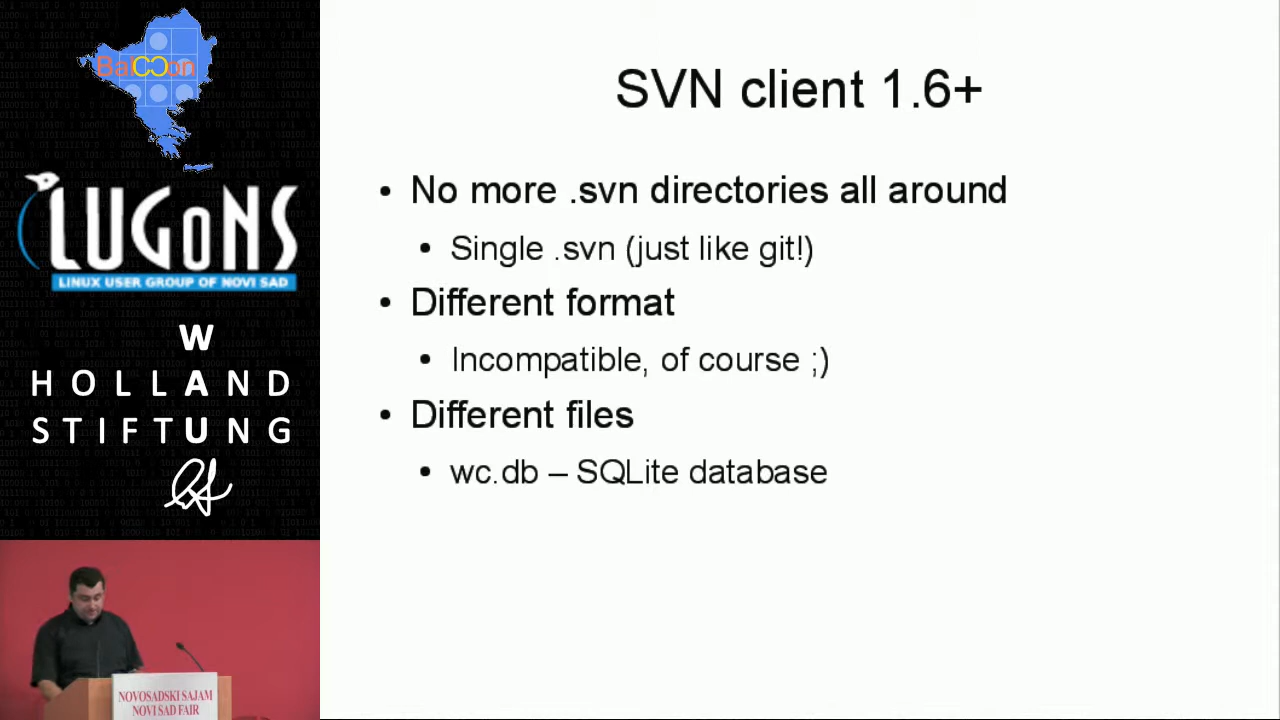 BalCCon
LUGoNS
LINUX USER GROUP OF NOVI SAD
W
HOLLAND
STIFTUNG
NOVOSADSKI SAJAM
NOVI SAD FAIR
SVN client 1.6+
• No more .svn directories all around
• Single .svn (just like git!)
• Different format
• Incompatible, of course ;)
• Different files
• wc.db – SQLite database